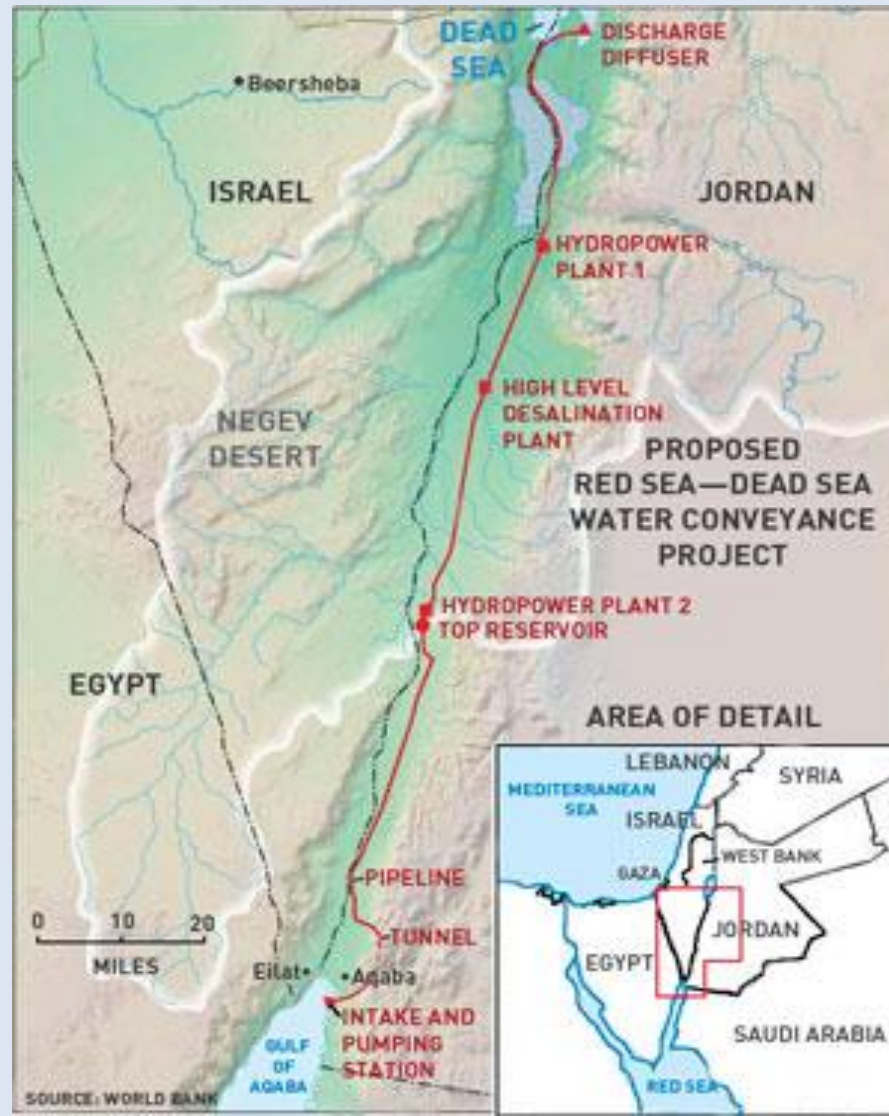 DEAD
SEA
DISCHARGE
DIFFUSER
Beersheba
ISRAEL
JORDAN
HYDROPOWER
PLANT 1
HIGH LEVEL
DESALINATION
PLANT
NEGEV
DESERT
PROPOSED
RED SEA—DEAD SEA
WATER CONVEYANCE
PROJECT
HYDROPOWER PLANT 2
TOP RESERVOIR
EGYPT
PIPELINE
TUNNEL
0 10 20
MILES
Eilat
Aqaba
INTAKE AND
PUMPING
STATION
GULF
OF
AQABA
SOURCE: WORLD BANK
AREA OF DETAIL
LEBANON
SYRIA
MEDITERRANEAN
SEA
ISRAEL
WEST BANK
GAZA
JORDAN
EGYPT
SAUDI ARABIA
RED SEA